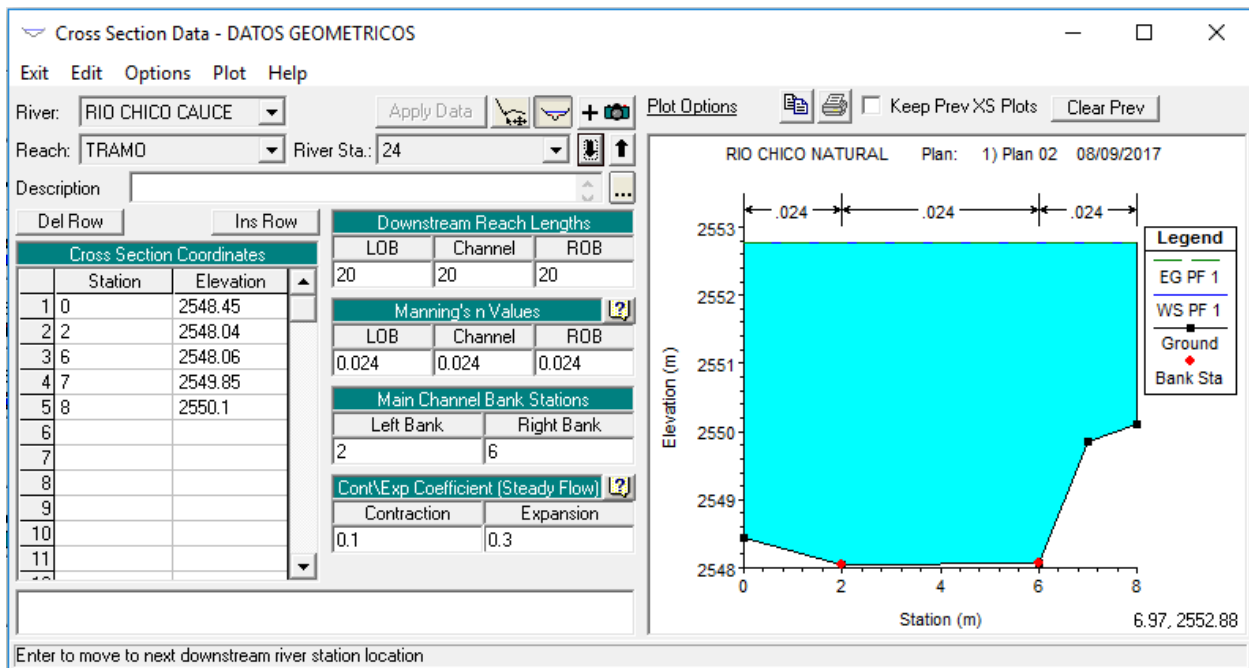 Cross Section Data - DATOS GEOMETRICOS
Exit Edit Options Plot Help
River: RIO CHICO CAUCE Apply Data +
Reach: TRAMO River Sta.: 24
Description ...
Del Row Ins Row
Cross Section Coordinates
Station Elevation
1 0 2548.45
2 2 2548.04
3 6 2548.06
4 7 2549.85
5 8 2550.1
6
7
8
9
10
11
Downstream Reach Lengths
LOB Channel ROB
20 20 20
Manning's n Values
LOB Channel ROB
0.024 0.024 0.024
Main Channel Bank Stations
Left Bank Right Bank
2 6
Cont\Exp Coefficient (Steady Flow)
Contraction Expansion
0.1 0.3
Plot Options Keep Prev XS Plots Clear Prev
RIO CHICO NATURAL Plan: 1) Plan 02 08/09/2017
.024 .024 .024
2553
2552
2551
2550
2549
2548
Elevation (m)
0 2 4 6 8
Station (m)
Legend
EG PF 1
WS PF 1
Ground
Bank Sta
6.97, 2552.88
Enter to move to next downstream river station location